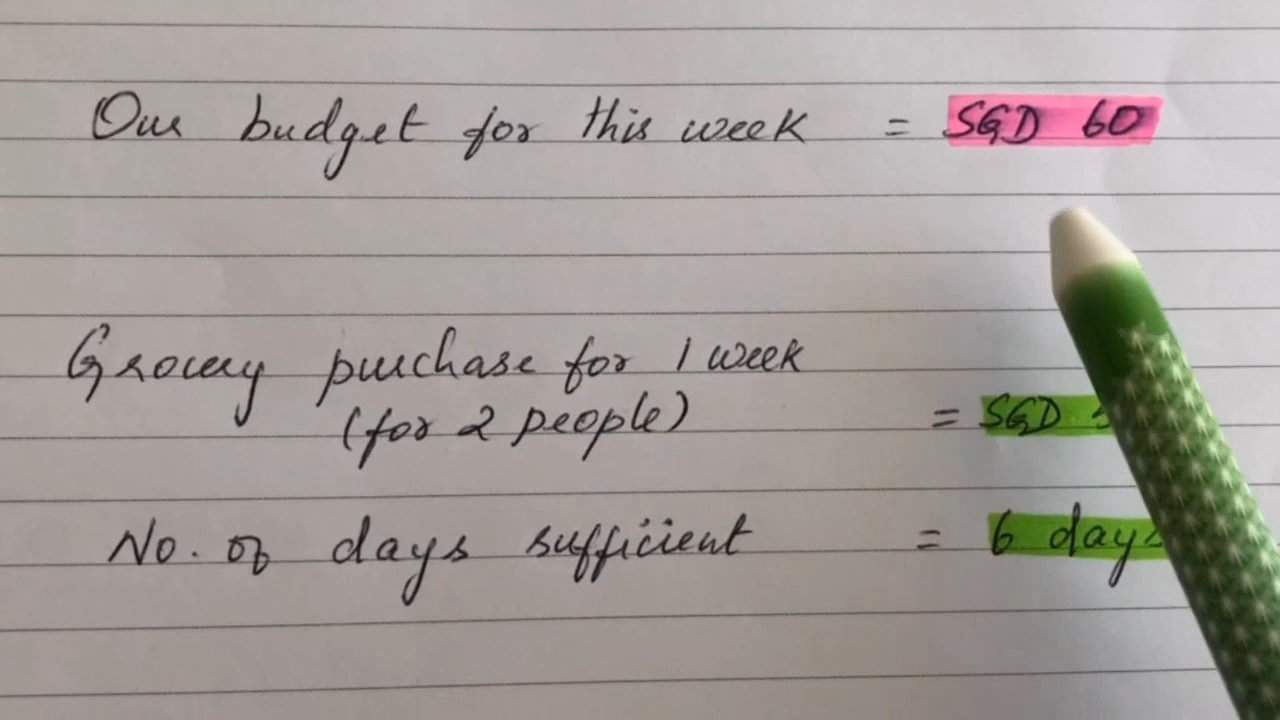 Our budget for this week = SGD 60
Grocery purchase for 1 week
(for 2 people) = SGD
No. of days sufficient = 6 days